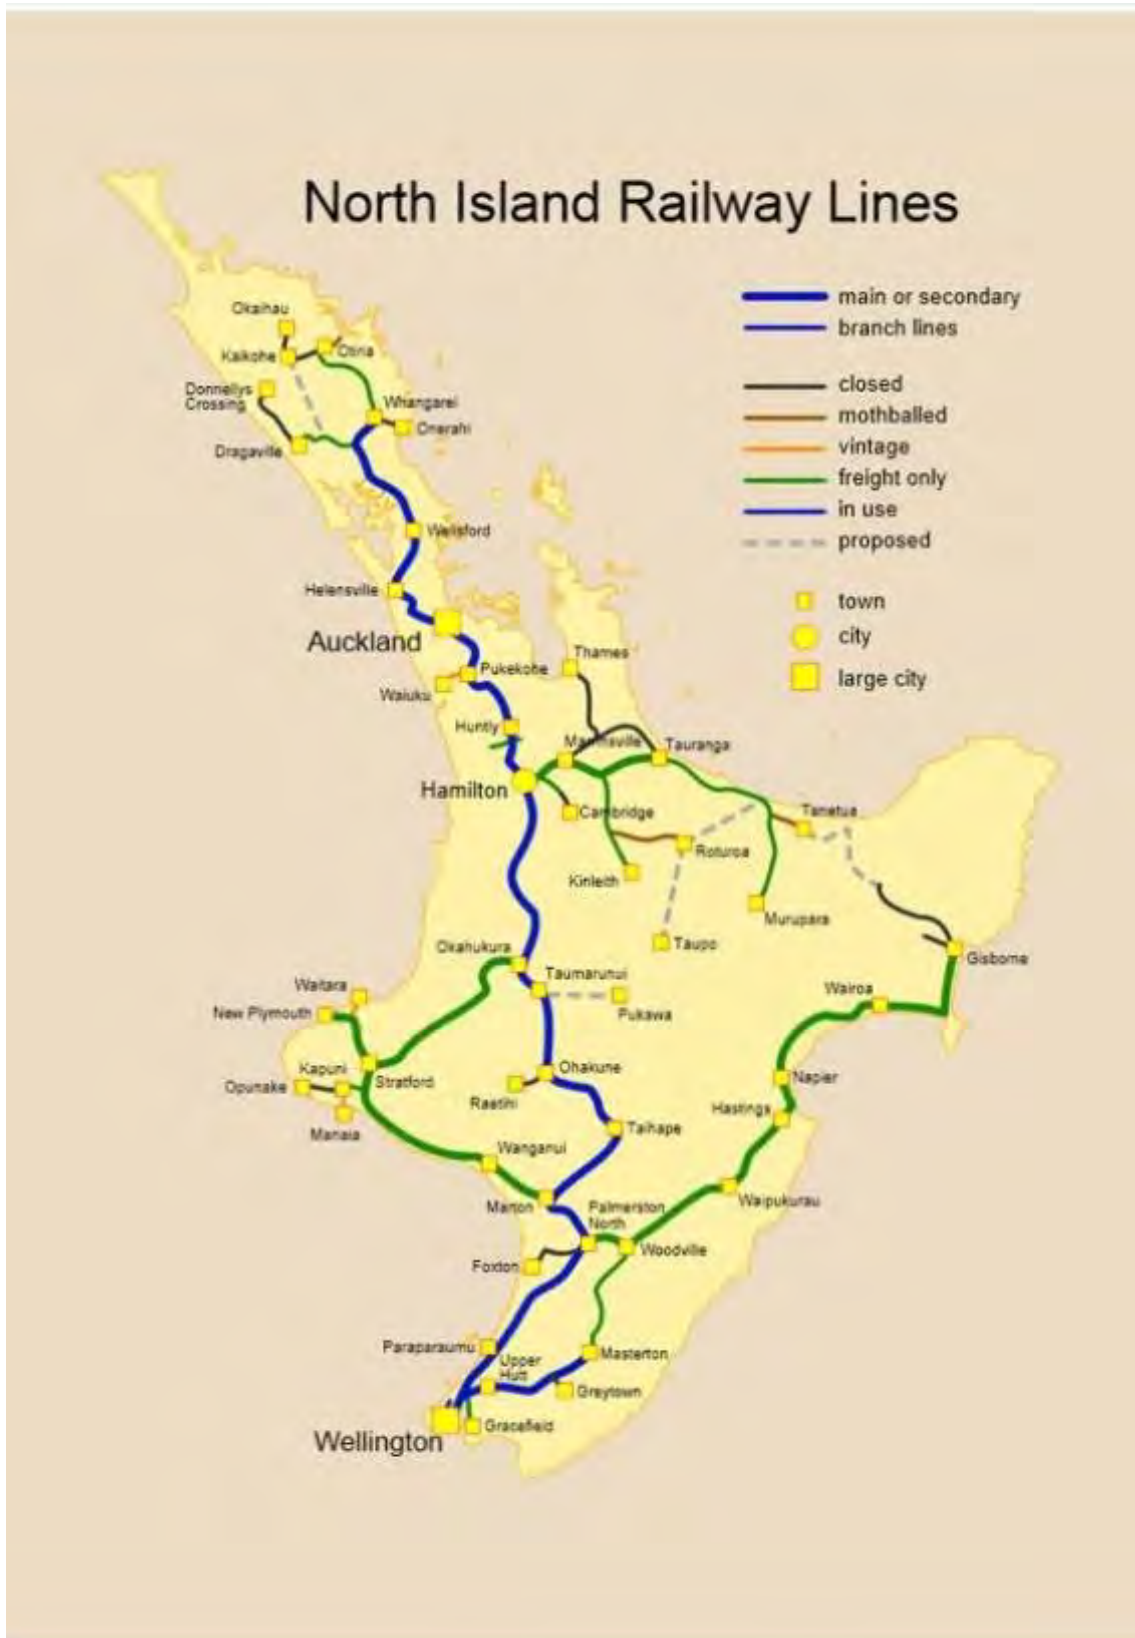 North Island Railway Lines
main or secondary
branch lines
closed
mothballed
vintage
freight only
in use
proposed
town
city
large city
Okaihau
Kaikohe
Otiria
Donnellys
Crossing
Whangarei
Onerahi
Dragaville
Wellsford
Helensville
Auckland
Thames
Pukekohe
Waiuku
Huntly
Tauranga
Hamilton
Cambridge
Tanetua
Roturoa
Kinleith
Murupara
Taupo
Okahukura
Gisborne
Taumarunui
Waitara
Wairoa
New Plymouth
Pukawa
Kapuni
Ohakune
Stratford
Opunake
Napier
Raetihi
Hastings
Manaia
Taihape
Wanganui
Waipukurau
Marton
Palmerston
North
Woodville
Foxton
Paraparaumu
Masterton
Upper
Hutt
Greytown
Gracefield
Wellington